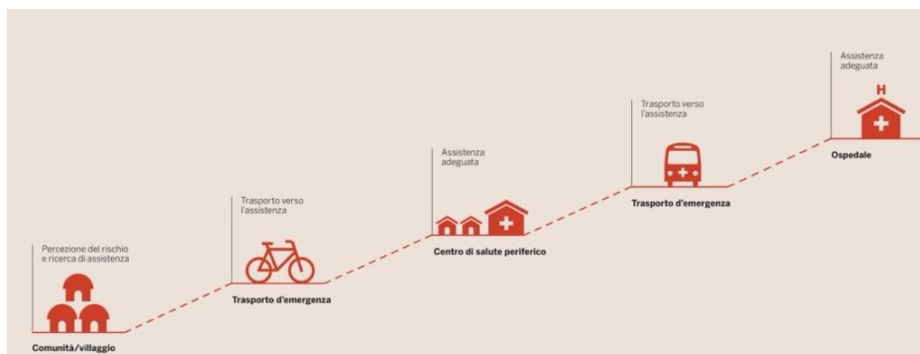 Percezione del rischio
e ricerca di assistenza
Comunità/villaggio
Trasporto verso
l'assistenza
Trasporto d'emergenza
Assistenza
adeguata
Centro di salute periferico
Trasporto verso
l'assistenza
Trasporto d'emergenza
Assistenza
adeguata
H
Ospedale